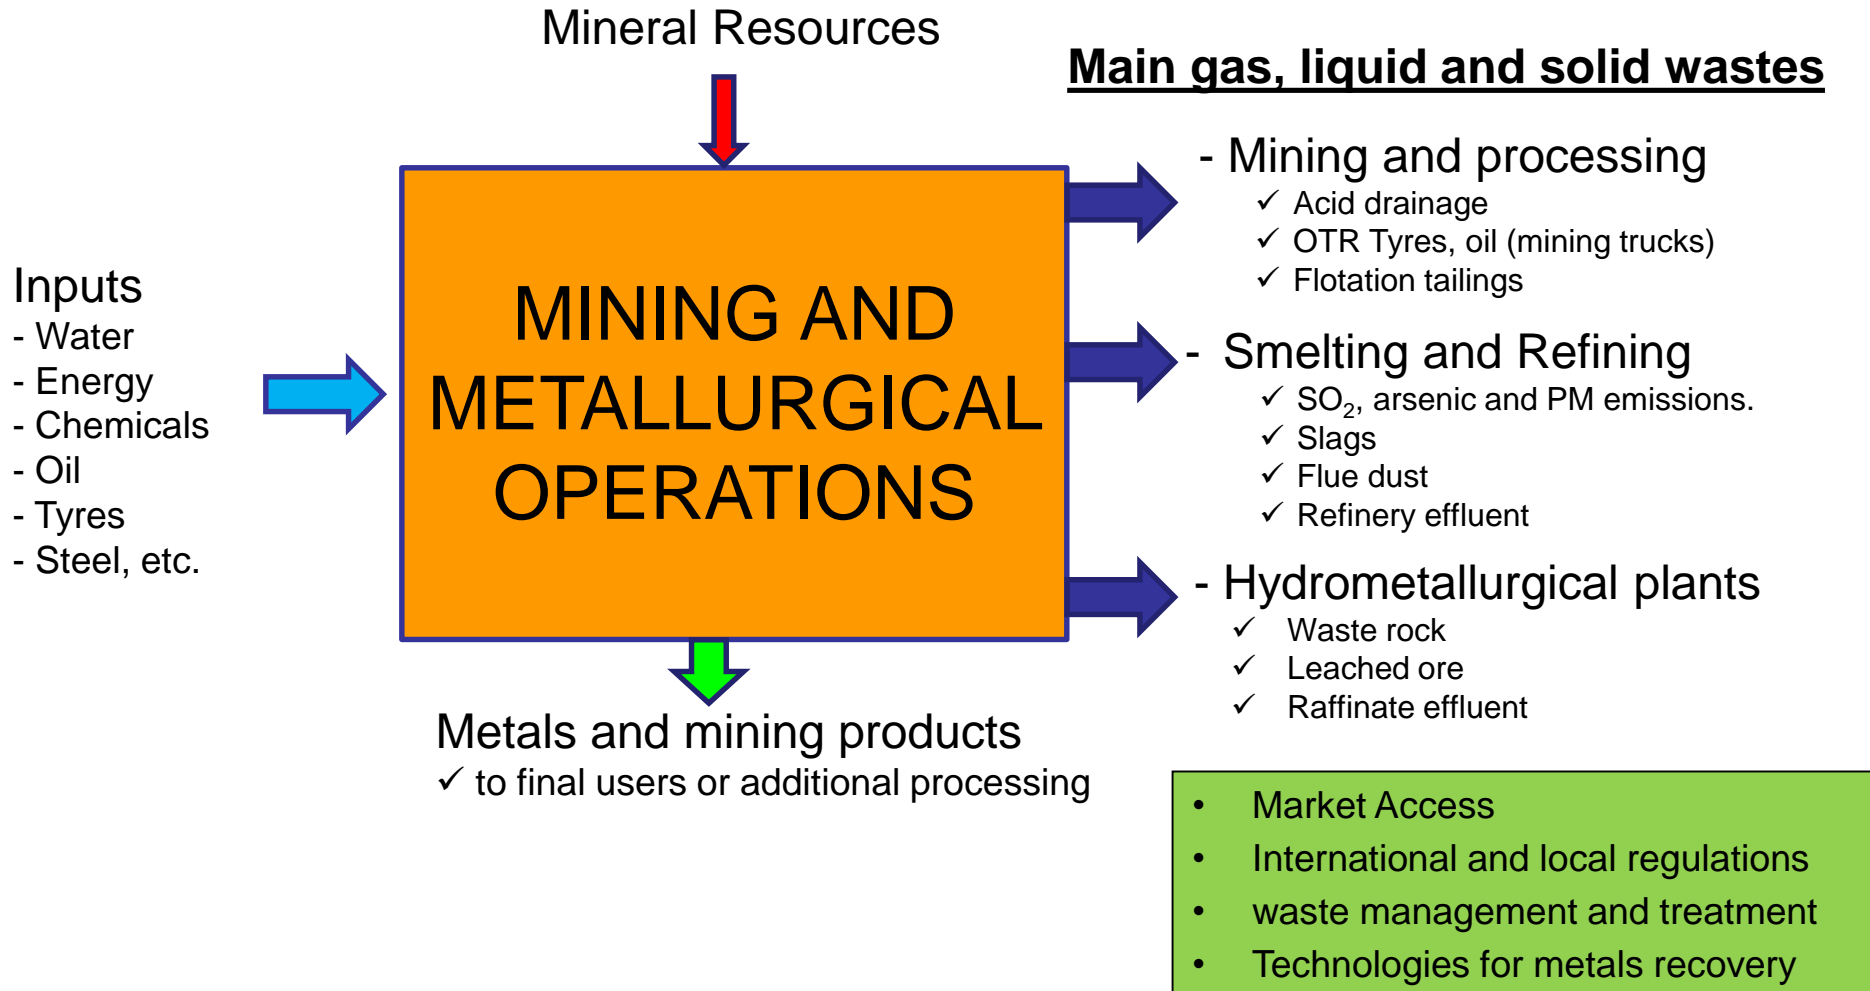 Mineral Resources
Main gas, liquid and solid wastes
Inputs
- Water
- Energy
- Chemicals
- Oil
- Tyres
- Steel, etc.
MINING AND
METALLURGICAL
OPERATIONS
- Mining and processing
✓ Acid drainage
✓ OTR Tyres, oil (mining trucks)
✓ Flotation tailings
- Smelting and Refining
✓ SO₂, arsenic and PM emissions.
✓ Slags
✓ Flue dust
✓ Refinery effluent
- Hydrometallurgical plants
✓ Waste rock
✓ Leached ore
✓ Raffinate effluent
Metals and mining products
✓ to final users or additional processing
• Market Access
• International and local regulations
• waste management and treatment
• Technologies for metals recovery